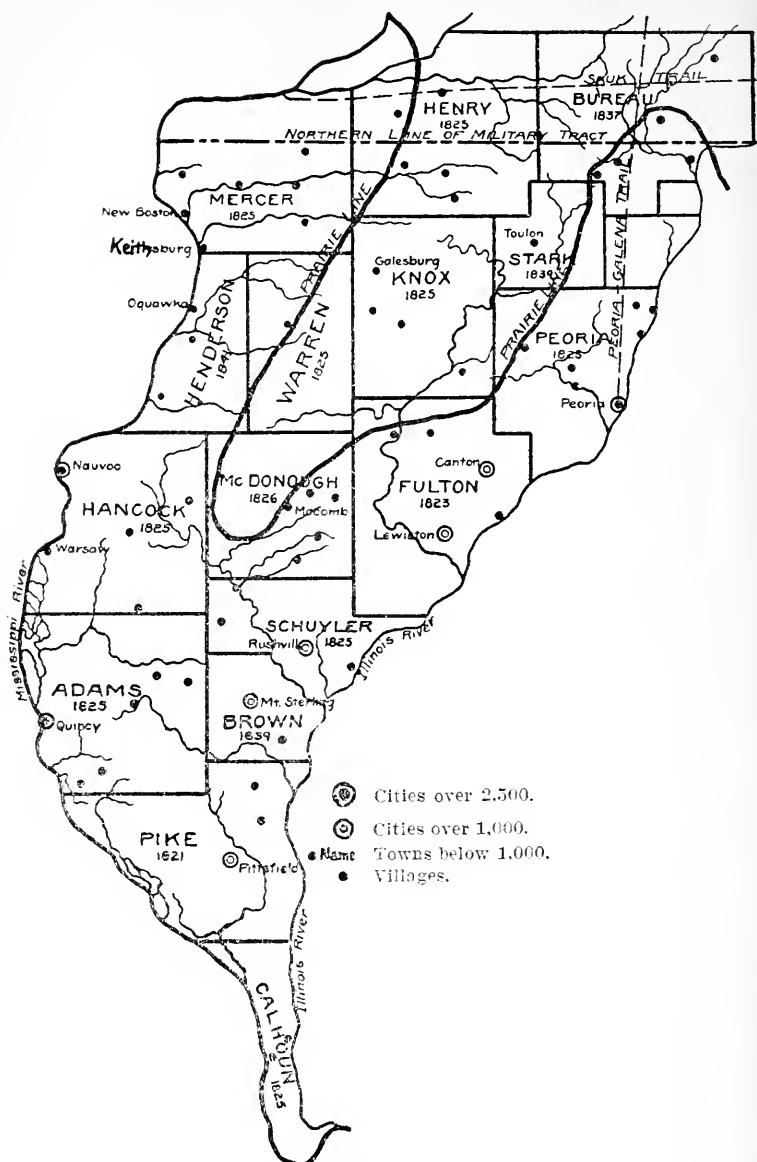 SAUK TRAIL
BUREAU
1837
HENRY
1825
NORTHERN LANE OF MILITARY TRACT
MERCER
1825
New Boston
Keithsburg
PRAIRIE LINE
Toulon
STARK
1839
Galesburg
KNOX
1825
PEORIA-GALENA TRAIL
Oquawka
HENDERSON
1841
WARREN
1825
PRAIRIE LINE
PEORIA
1825
Peoria
Nauvoo
HANCOCK
1825
Warsaw
McDONOUGH
1826
Macomb
Canton
FULTON
1823
Lewiston
Mississippi River
SCHUYLER
1825
Rushville
Illinois River
ADAMS
1825
Quincy
Mt. Sterling
BROWN
1839
PIKE
1821
Pittsfield
Illinois River
CALHOUN
1825
Cities over 2,500.
Cities over 1,000.
Name Towns below 1,000.
Villages.